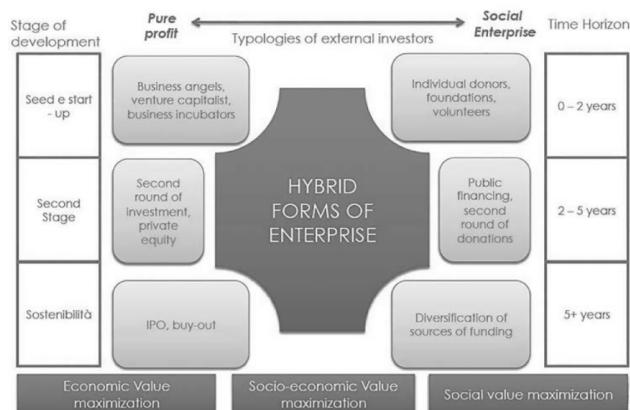 Stage of
development
Pure
profit
Typologies of external investors
Social
Enterprise
Time Horizon
Seed e start
- up
Business angels,
venture capitalist,
business incubators
Individual donors,
foundations,
volunteers
0 – 2 years
Second
Stage
Second
round of
investment,
private
equity
HYBRID
FORMS OF
ENTERPRISE
Public
financing,
second
round of
donations
2 – 5 years
Sostenibilità
IPO, buy-out
Diversification of
sources of funding
5+ years
Economic Value
maximization
Socio-economic Value
maximization
Social value maximization